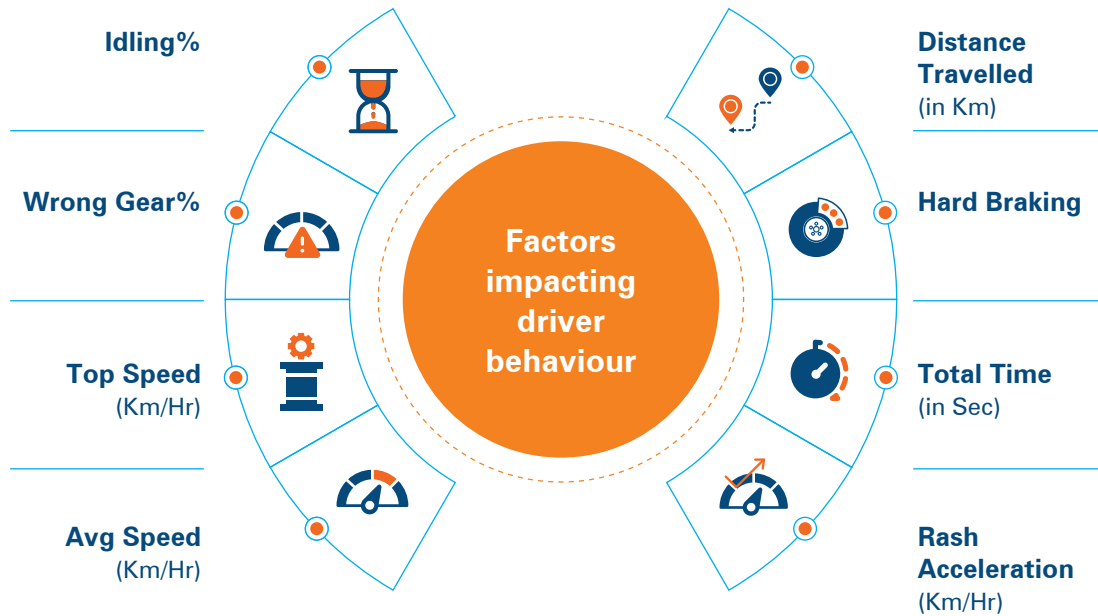 Idling%
Wrong Gear%
Top Speed
(Km/Hr)
Avg Speed
(Km/Hr)
Factors
impacting
driver
behaviour
Distance
Travelled
(in Km)
Hard Braking
Total Time
(in Sec)
Rash
Acceleration
(Km/Hr)